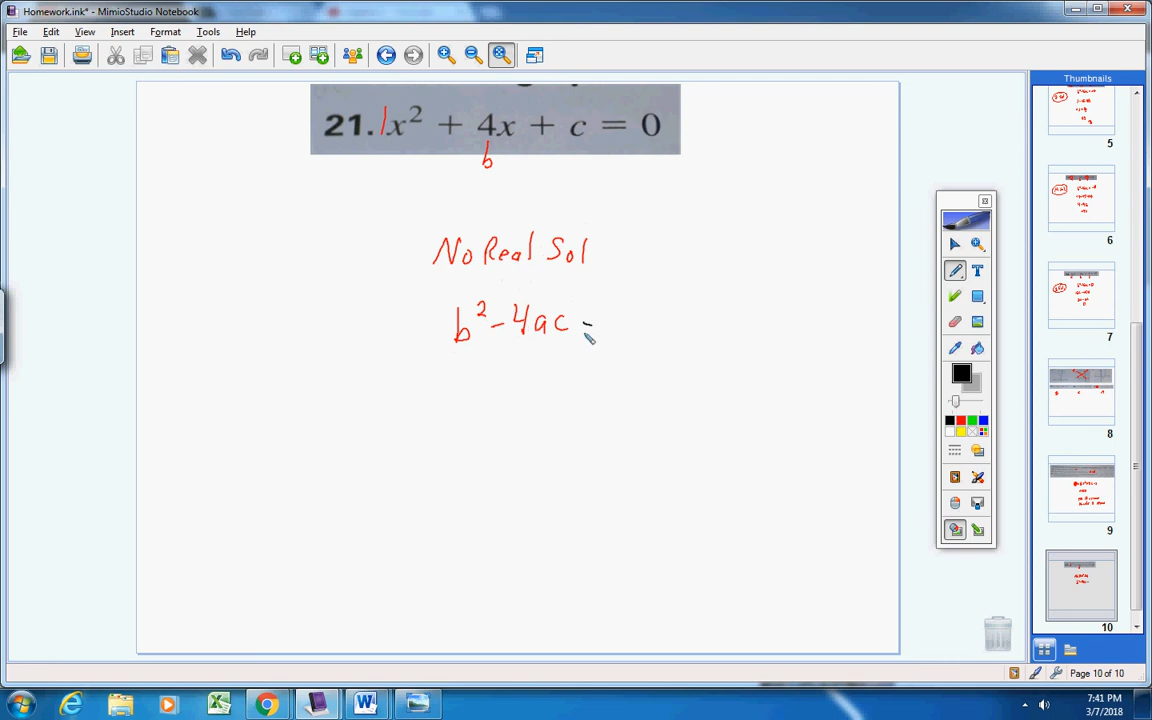 Homework.ink* - MimioStudio Notebook
File Edit View Insert Format Tools Help
Thumbnails
21. 1x² + 4x + c = 0
b
No Real Sol
b² - 4ac -
5
6
7
8
9
10
Page 10 of 10
7:41 PM
3/7/2018